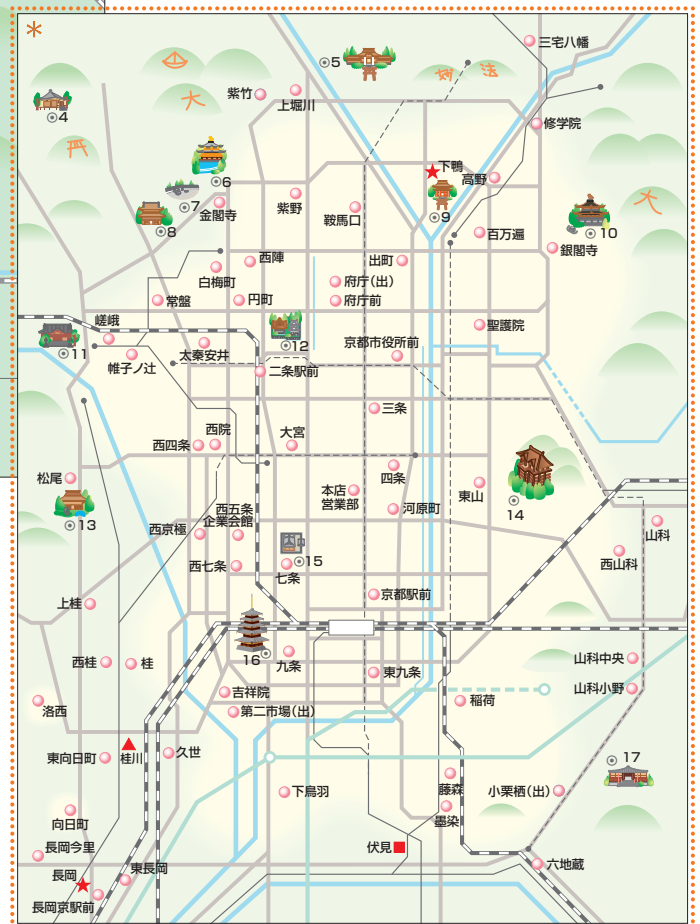 ＊
三宅八幡
5
妙
法
紫竹
上堀川
大
4
修学院
下鴨
高野
6
7
金閣寺
紫野
鞍馬口
9
大
10
8
百万遍
銀閣寺
西陣
出町
白梅町
府庁(出)
常盤
円町
府庁前
嵯峨
12
聖護院
11
帷子ノ辻
太秦安井
京都市役所前
二条駅前
三条
西院
大宮
西四条
松尾
四条
本店
営業部
東山
14
13
西五条
企業会館
河原町
西京極
山科
15
西山科
西七条
七条
上桂
京都駅前
16
九条
山科中央
西桂
桂
東九条
山科小野
洛西
吉祥院
稲荷
第二市場(出)
東向日町
桂川
久世
17
藤森
小栗栖(出)
下鳥羽
向日町
墨染
長岡今里
伏見
長岡
東長岡
六地蔵
長岡京駅前